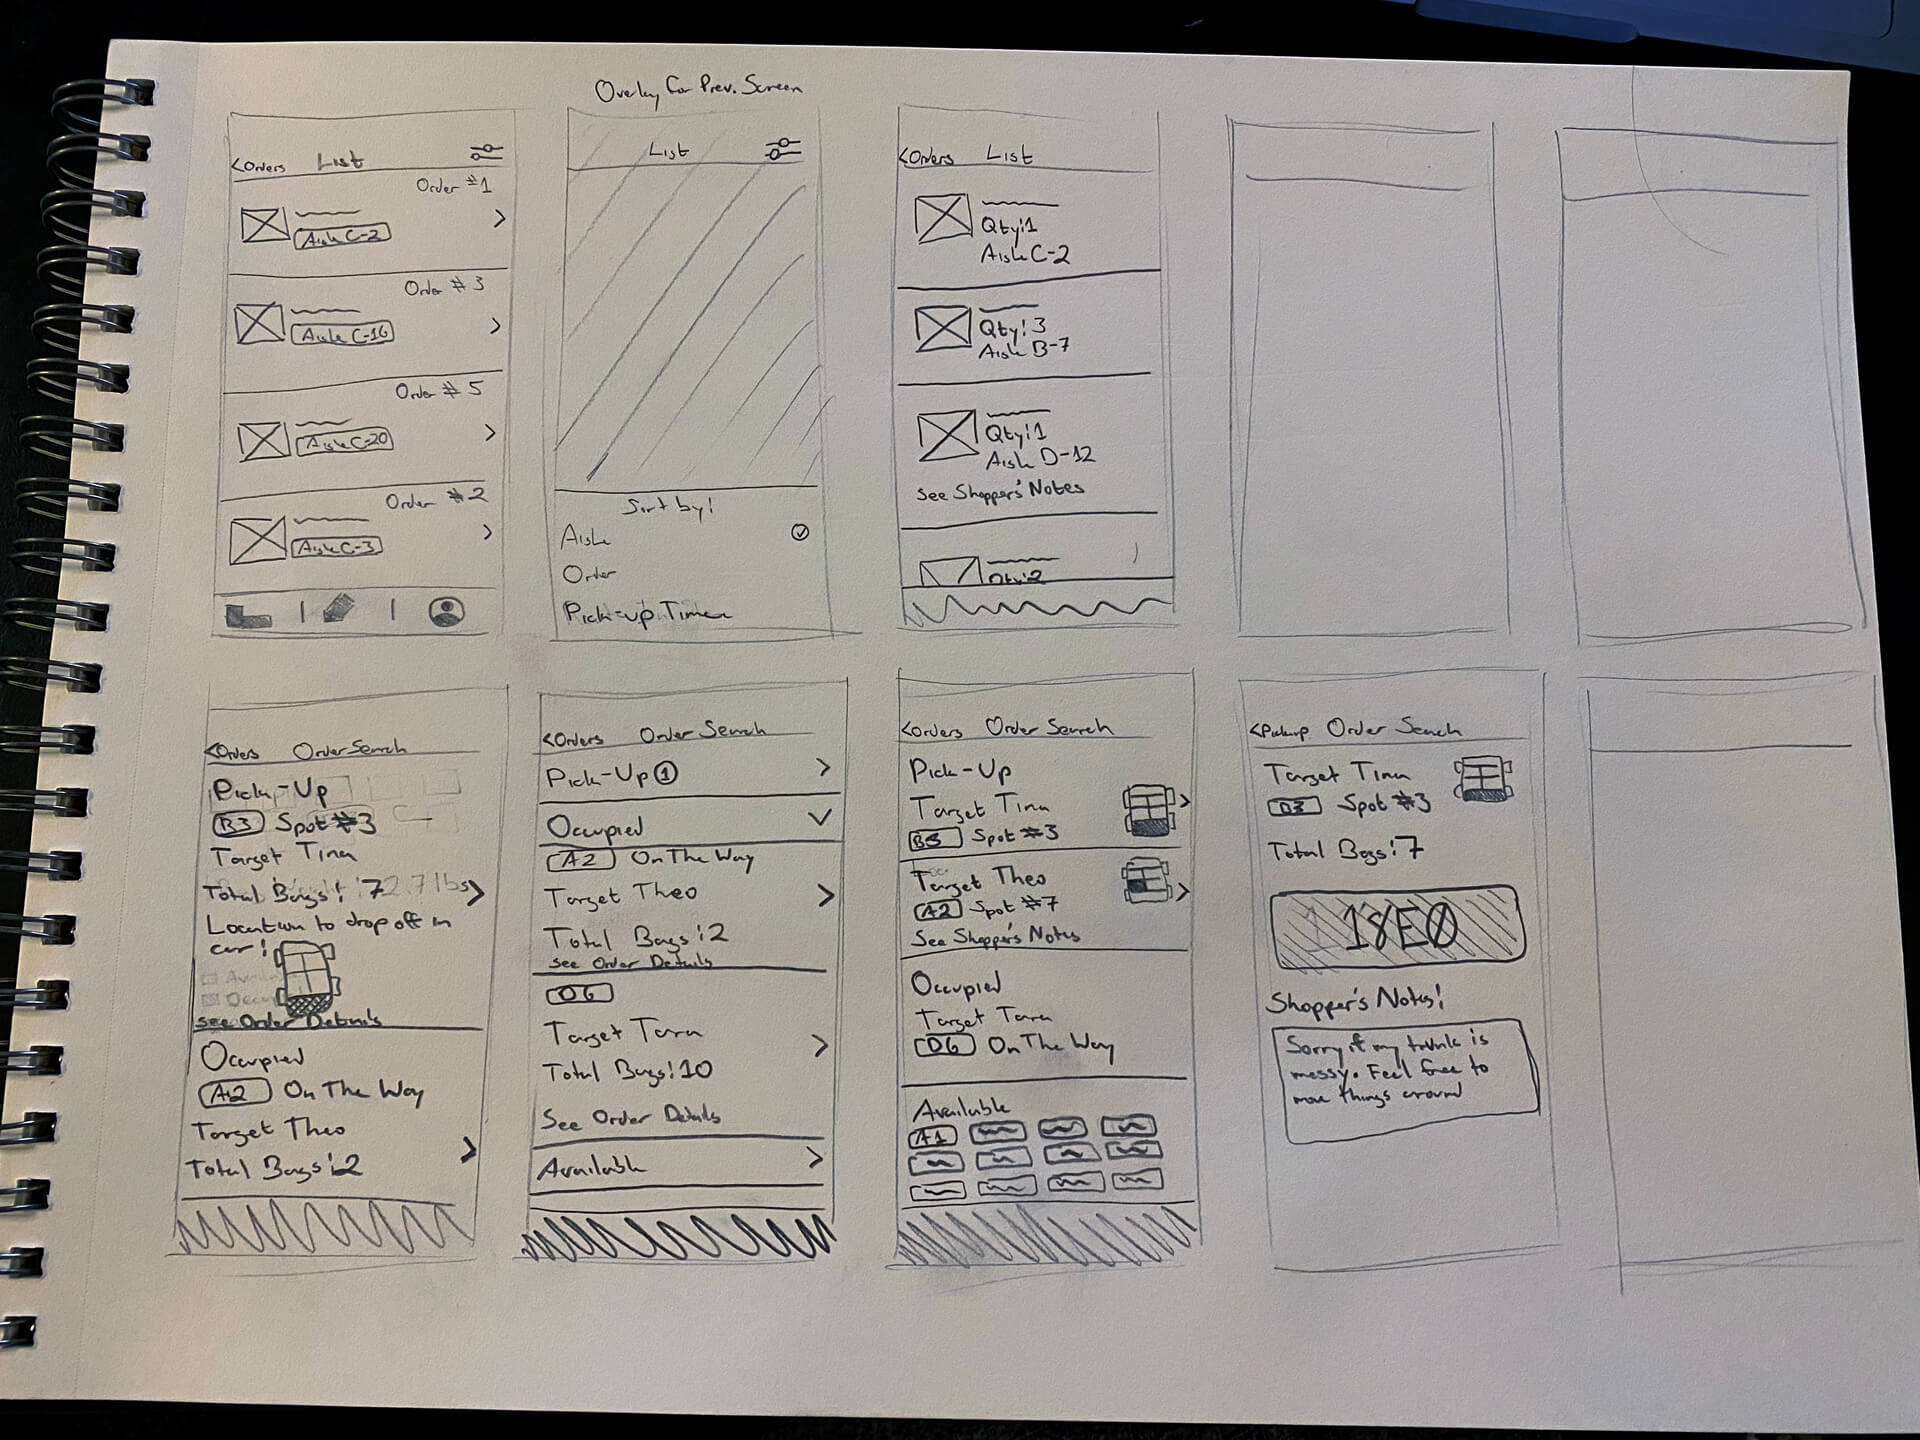 Overlay For Prev. Screen
<Orders List
Order #1
Aisle C-2
Order #3
Aisle C-16
Order #5
Aisle C-20
Order #2
Aisle C-3
List
Sort by:
Aisle
Order
Pick-up Timer
<Orders List
Qty:1
Aisle C-2
Qty:3
Aisle B-7
Qty:1
Aisle D-12
See Shopper's Notes
Qty:2
<Orders Order Search
Pick-Up
B3 Spot #3
Target Tina
Total Bags: 7
Location to drop off in
car:
See Order Details
Occupied
A2 On The Way
Target Theo
Total Bags: 2
<Orders Order Search
Pick-Up 1
Occupied
A2 On The Way
Target Theo
Total Bags: 2
See Order Details
D6
Target Tara
Total Bags: 10
See Order Details
Available
<Orders Order Search
Pick-Up
Target Tina
B3 Spot #3
Target Theo
A2 Spot #7
See Shopper's Notes
Occupied
Target Tara
D6 On The Way
Available
A1
<Pickup Order Search
Target Tina
B3 Spot #3
Total Bags: 7
18E0
Shopper's Notes:
Sorry if my trunk is
messy. Feel free to
move things around